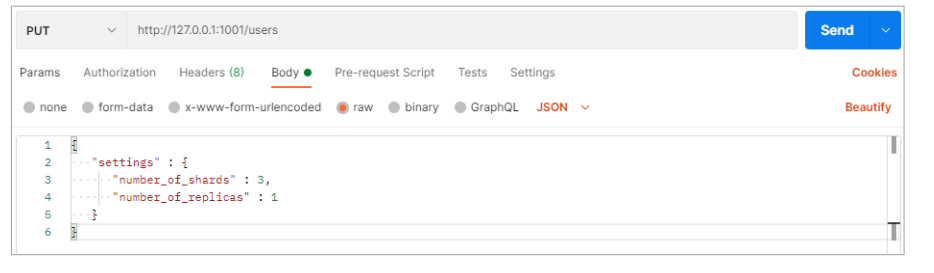 PUT http://127.0.0.1:1001/users Send
Params Authorization Headers (8) Body Pre-request Script Tests Settings Cookies
none form-data x-www-form-urlencoded raw binary GraphQL JSON Beautify
1 {
2 "settings" : {
3 "number_of_shards" : 3,
4 "number_of_replicas" : 1
5 }
6 }